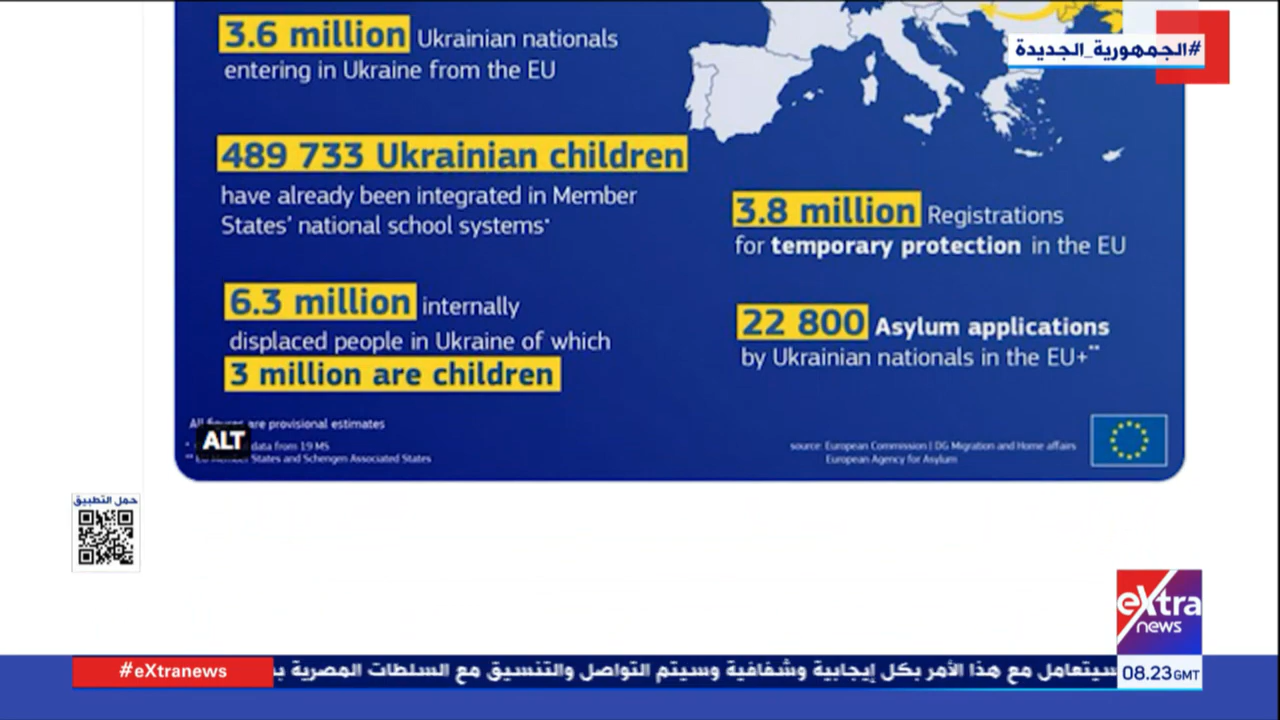 3.6 million Ukrainian nationals
entering in Ukraine from the EU
#الجمهورية_الجديدة
489 733 Ukrainian children
have already been integrated in Member
States' national school systems*
6.3 million internally
displaced people in Ukraine of which
3 million are children
3.8 million Registrations
for temporary protection in the EU
22 800 Asylum applications
by Ukrainian nationals in the EU+**
All figures are provisional estimates
* data from 19 MS
** EU Member States and Schengen Associated States
ALT
source: European Commission | DG Migration and Home affairs
European Agency for Asylum
حمل التطبيق
eXtra
news
#eXtranews
سيتعامل مع هذا الأمر بكل إيجابية وشفافية وسيتم التواصل والتنسيق مع السلطات المصرية
08.23 GMT